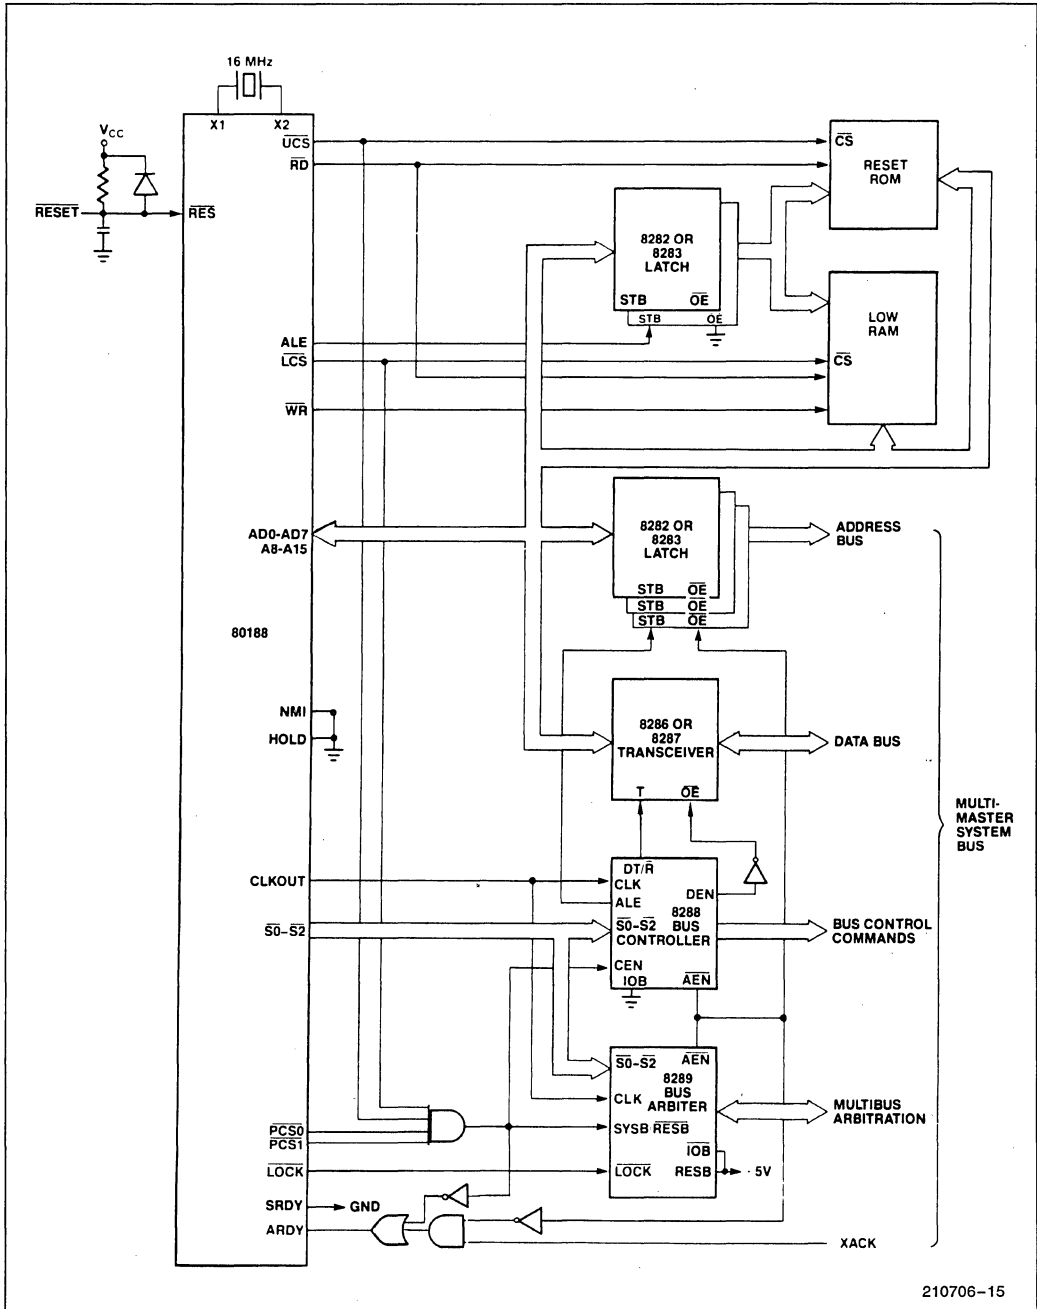 16 MHz
X1 X2
VCC
RESET
RES
UCS
RD
CS
RESET
ROM
8282 OR
8283
LATCH
STB OE
STB OE
LOW
RAM
CS
ALE
LCS
WR
AD0-AD7
A8-A15
8282 OR
8283
LATCH
STB OE
STB OE
STB OE
ADDRESS
BUS
80188
NMI
HOLD
8286 OR
8287
TRANSCEIVER
T OE
DATA BUS
MULTI-
MASTER
SYSTEM
BUS
CLKOUT
S0-S2
DT/R
CLK
ALE
DEN
8288
S0-S2 BUS
CONTROLLER
CEN
IOB AEN
BUS CONTROL
COMMANDS
S0-S2 AEN
8289
BUS
ARBITER
CLK
SYSB RESB
IOB
LOCK RESB
5V
MULTIBUS
ARBITRATION
PCS0
PCS1
LOCK
SRDY
GND
ARDY
XACK
210706-15